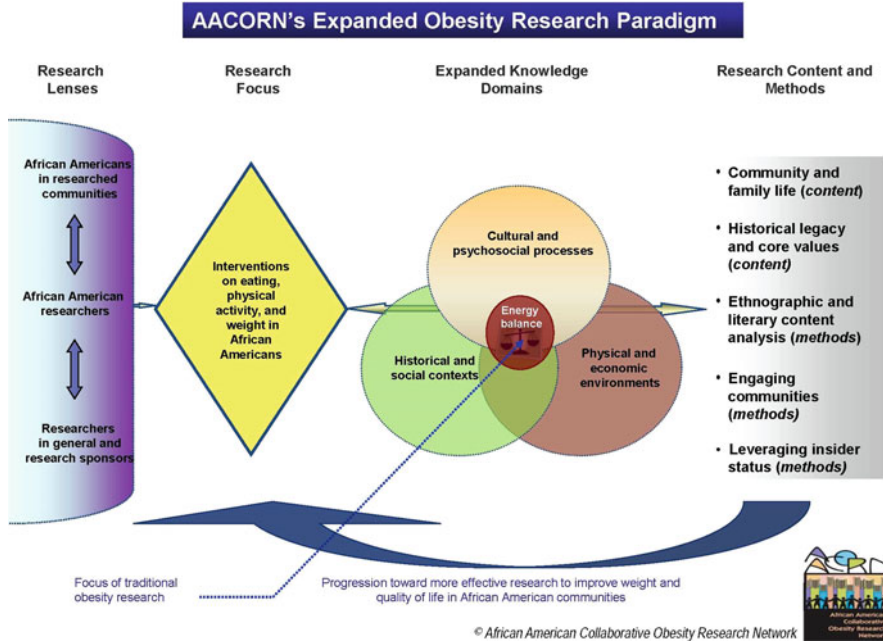 AACORN's Expanded Obesity Research Paradigm
Research
Lenses
Research
Focus
Expanded Knowledge
Domains
Research Content and
Methods
African Americans
in researched
communities
African American
researchers
Researchers
in general and
research sponsors
Interventions
on eating,
physical
activity, and
weight in
African
Americans
Cultural and
psychosocial processes
Energy
balance
Historical and
social contexts
Physical and
economic
environments
• Community and
family life (content)
• Historical legacy
and core values
(content)
• Ethnographic and
literary content
analysis (methods)
• Engaging
communities
(methods)
• Leveraging insider
status (methods)
Focus of traditional
obesity research
Progression toward more effective research to improve weight and
quality of life in African American communities
© African American Collaborative Obesity Research Network
African American
Collaborative
Obesity Research